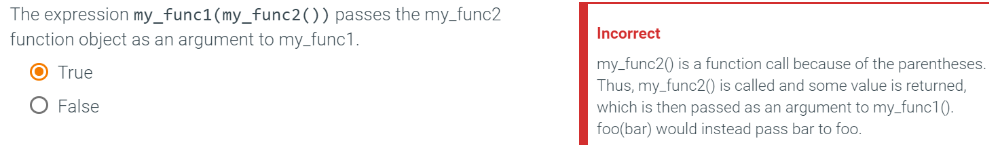 The expression my_func1(my_func2()) passes the my_func2
function object as an argument to my_func1.
True
False
Incorrect
my_func2() is a function call because of the parentheses.
Thus, my_func2() is called and some value is returned,
which is then passed as an argument to my_func1().
foo(bar) would instead pass bar to foo.